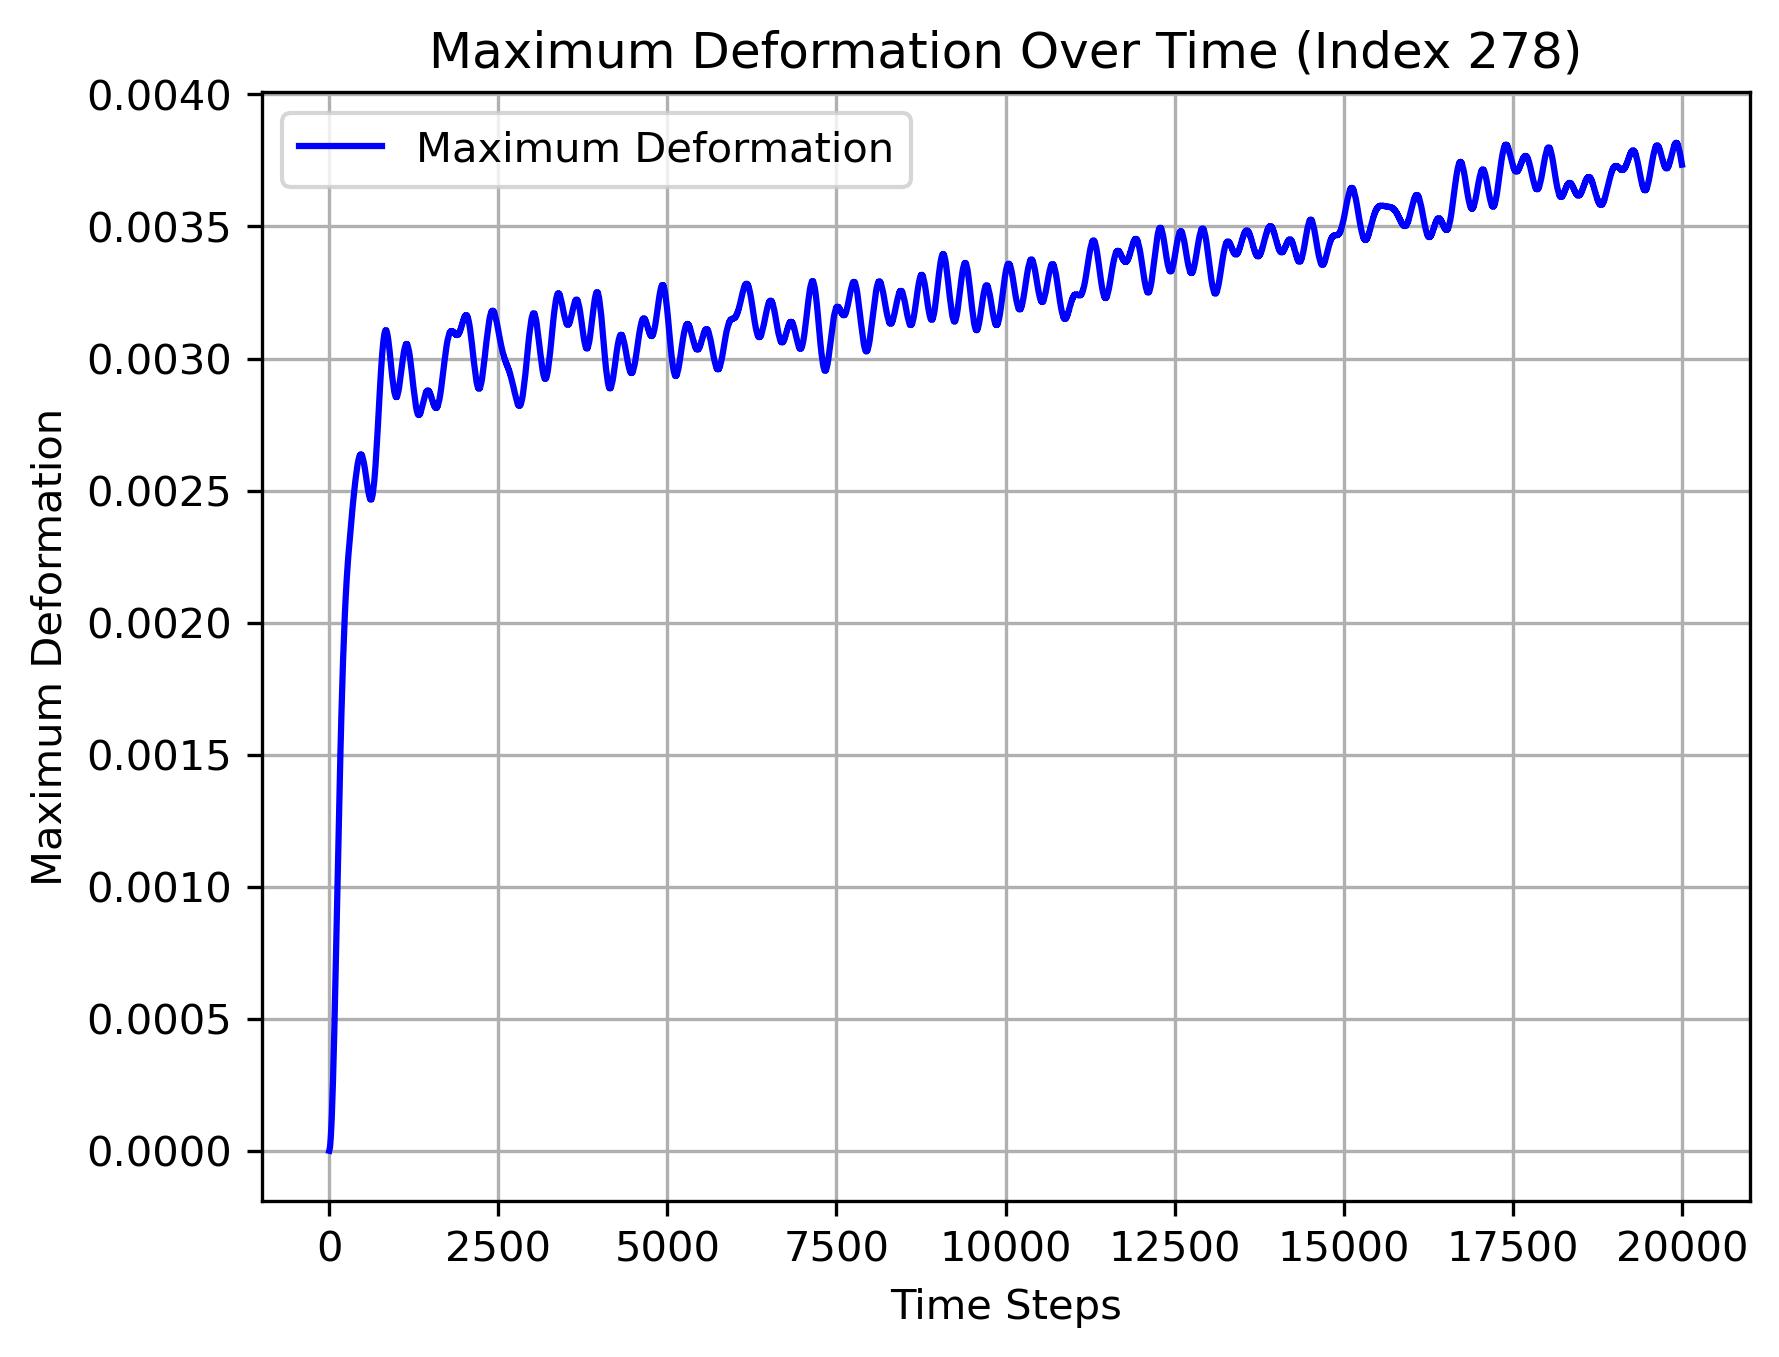 Maximum Deformation Over Time (Index 278)
Maximum Deformation
Maximum Deformation
0.0040
0.0035
0.0030
0.0025
0.0020
0.0015
0.0010
0.0005
0.0000
0 2500 5000 7500 10000 12500 15000 17500 20000
Time Steps